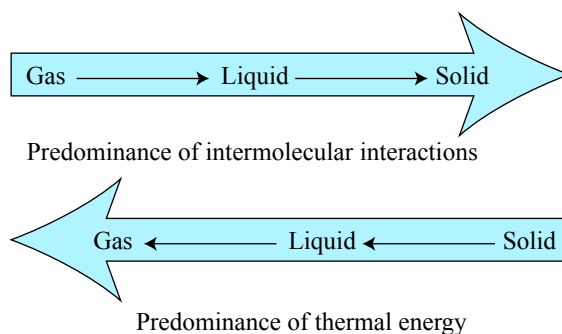 Gas Liquid Solid
Predominance of intermolecular interactions
Gas Liquid Solid
Predominance of thermal energy